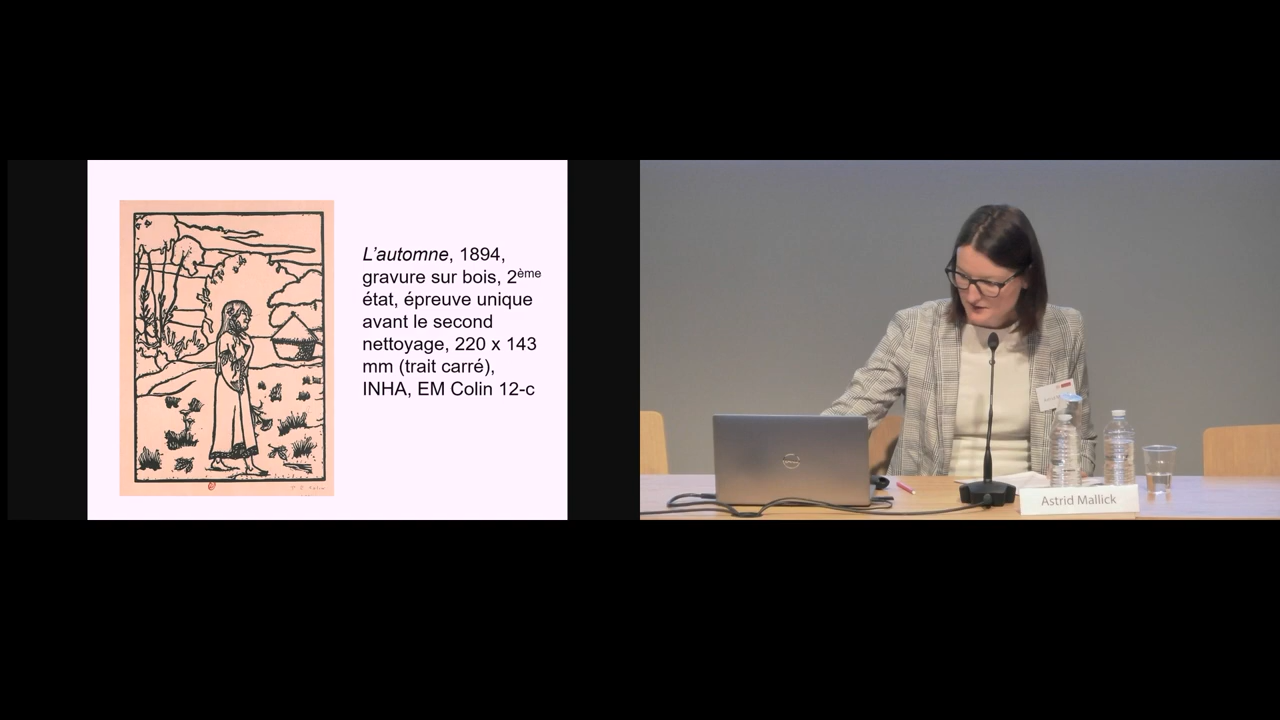 L'automne, 1894,
gravure sur bois, 2ème
état, épreuve unique
avant le second
nettoyage, 220 x 143
mm (trait carré),
INHA, EM Colin 12-c
Astrid Mallick